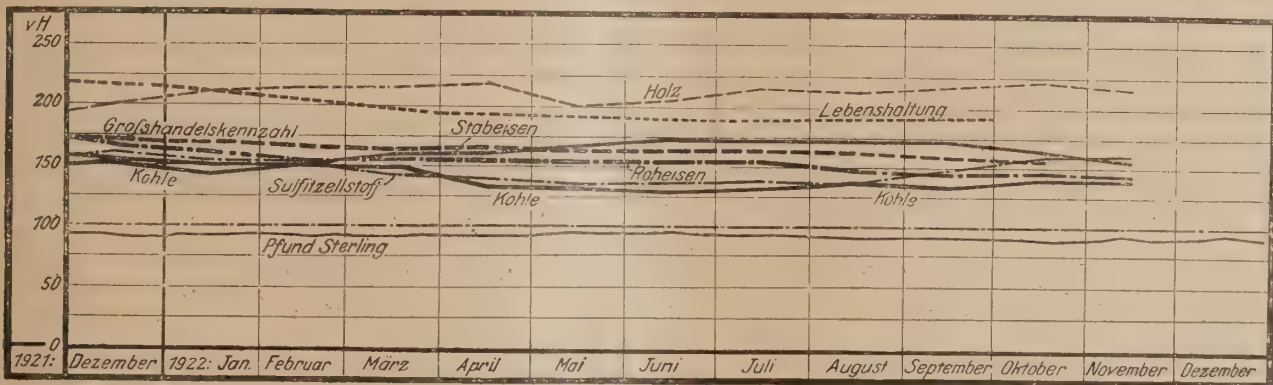 vH
250
200
150
100
50
0
Holz
Lebenshaltung
Großhandelskennzahl
Stabeisen
Kohle
Sulfitzellstoff
Roheisen
Kohle
Kohle
Pfund Sterling
1921: Dezember 1922: Jan. Februar März April Mai Juni Juli August September Oktober November Dezember